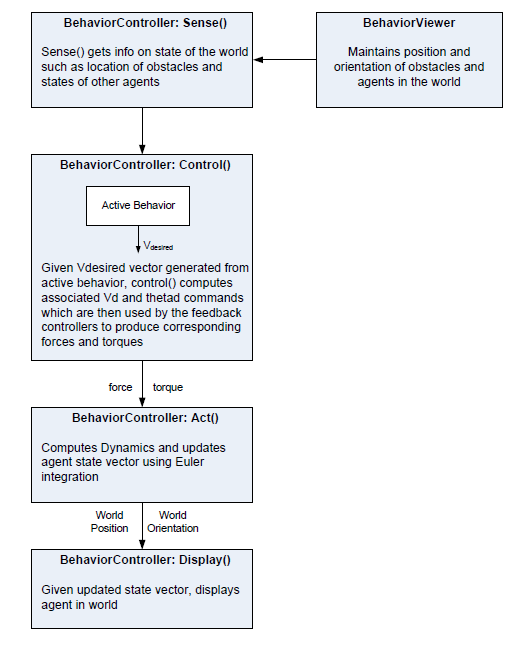 BehaviorController: Sense()
Sense() gets info on state of the world
such as location of obstacles and
states of other agents
BehaviorViewer
Maintains position and
orientation of obstacles and
agents in the world
BehaviorController: Control()
Active Behavior
Vdesired
Given Vdesired vector generated from
active behavior, control() computes
associated Vd and thetad commands
which are then used by the feedback
controllers to produce corresponding
forces and torques
force torque
BehaviorController: Act()
Computes Dynamics and updates
agent state vector using Euler
integration
World World
Position Orientation
BehaviorController: Display()
Given updated state vector, displays
agent in world